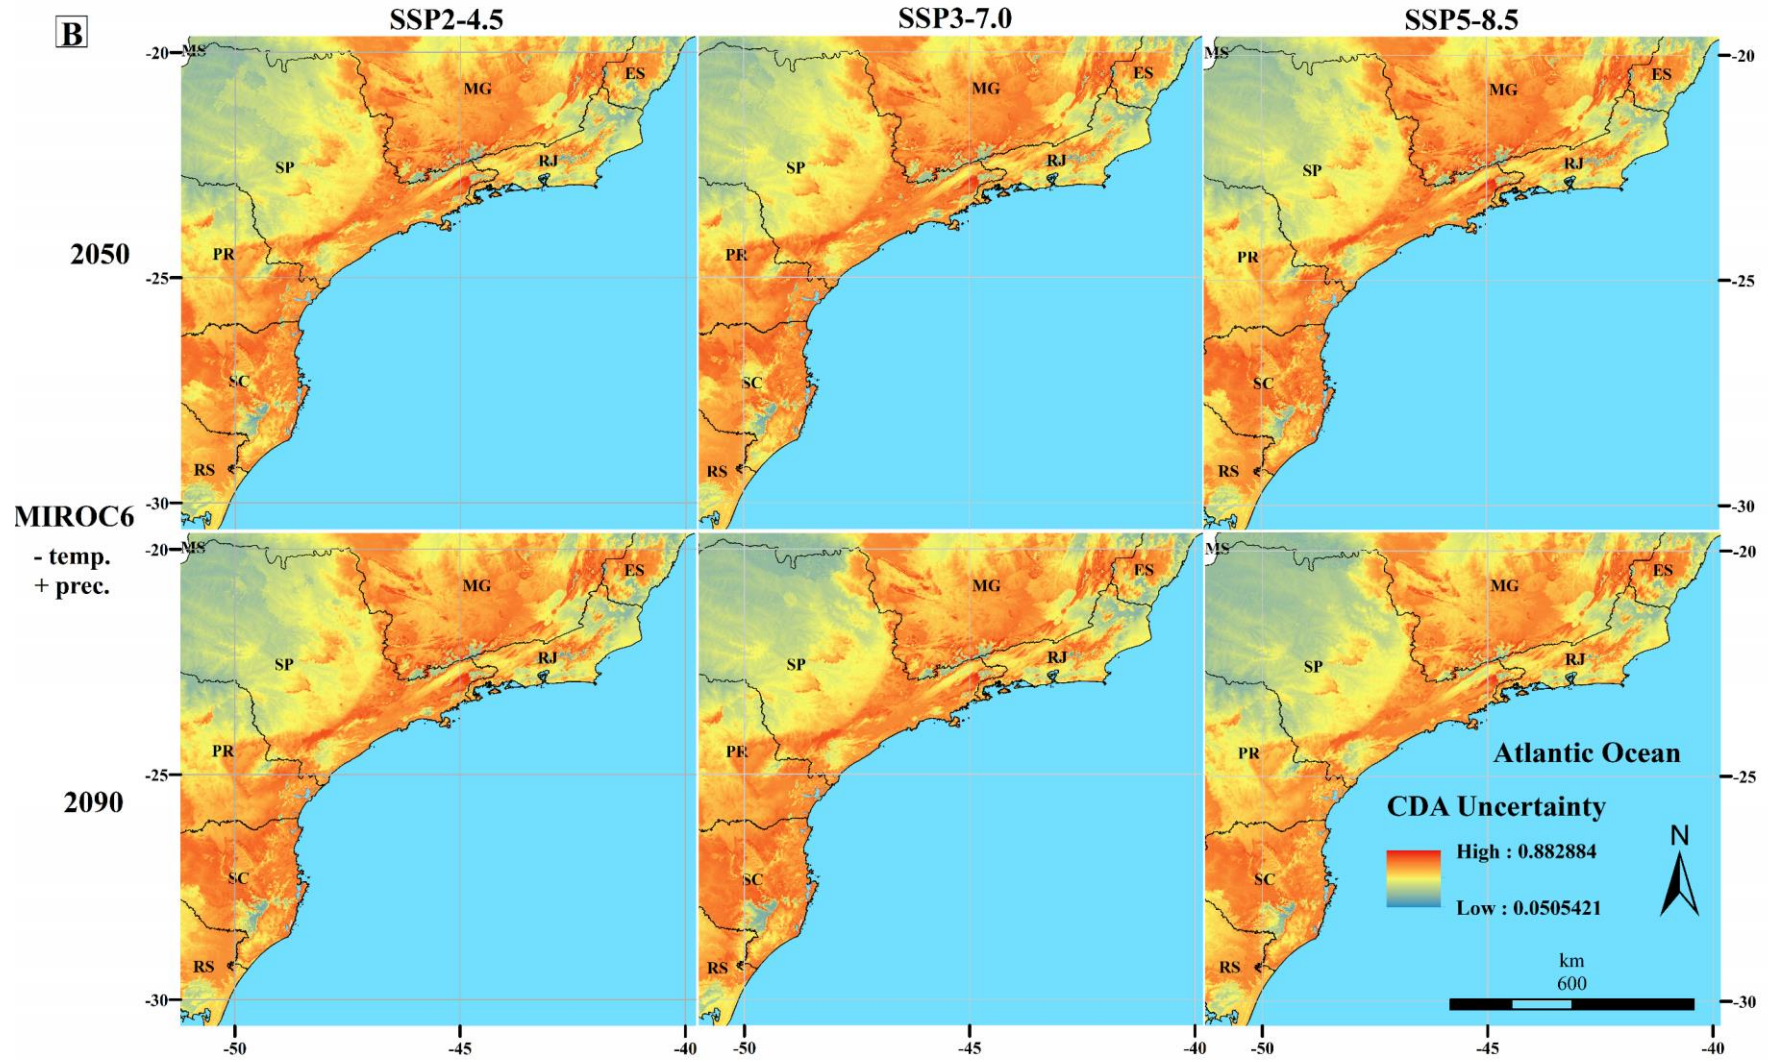 B
SSP2-4.5 SSP3-7.0 SSP5-8.5
-20 MS MG ES MG ES MS MG ES -20
SP RJ SP RJ SP RJ
2050
PR PR PR
-25 -25
SC SC SC
RS RS RS
-30 -30
MIROC6
- temp.
+ prec.
-20 MS MG ES MG ES MS MG ES -20
SP RJ SP RJ SP RJ
PR PR PR
Atlantic Ocean
-25 -25
2090
CDA Uncertainty
N
High : 0.882884
Low : 0.0505421
SC SC SC
RS RS RS
km
600
-30 -30
-50 -45 -40 -50 -45 -40 -50 -45 -40